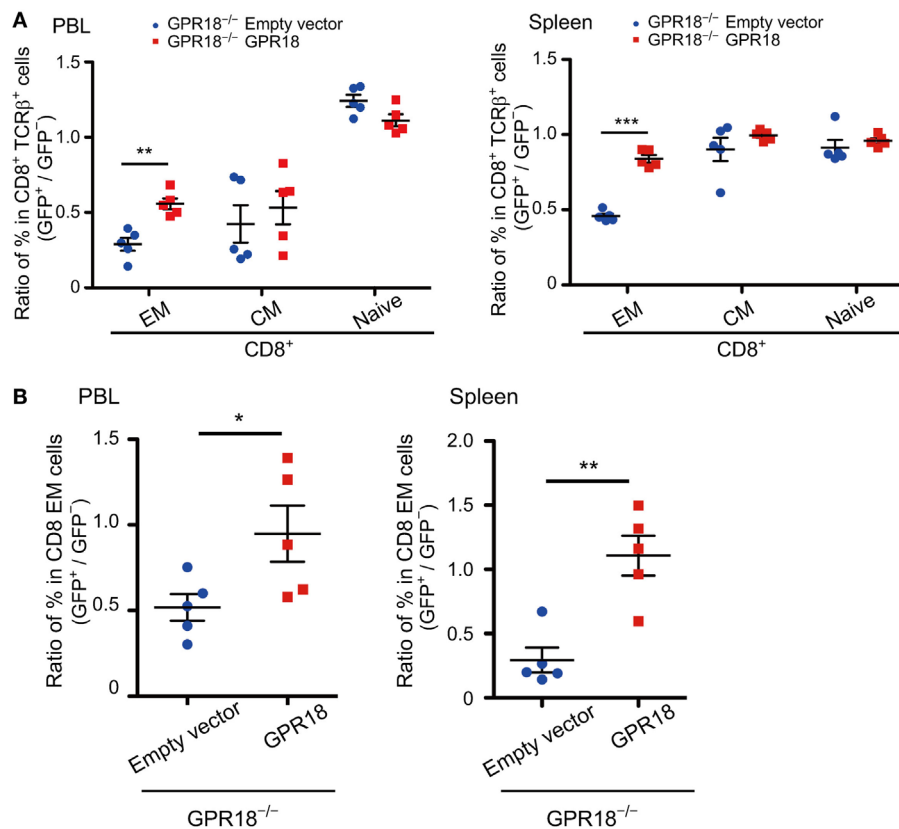 A
PBL
GPR18⁻/⁻ Empty vector
GPR18⁻/⁻ GPR18
Ratio of % in CD8⁺ TCRβ⁺ cells
(GFP⁺ / GFP⁻)
1.5
1.0
0.5
0
**
EM
CM
Naive
CD8⁺
Spleen
GPR18⁻/⁻ Empty vector
GPR18⁻/⁻ GPR18
Ratio of % in CD8⁺ TCRβ⁺ cells
(GFP⁺ / GFP⁻)
1.5
1.0
0.5
0
***
EM
CM
Naive
CD8⁺
B
PBL
Ratio of % in CD8 EM cells
(GFP⁺ / GFP⁻)
1.5
1.0
0.5
0
*
Empty vector
GPR18
GPR18⁻/⁻
Spleen
Ratio of % in CD8 EM cells
(GFP⁺ / GFP⁻)
2.0
1.5
1.0
0.5
0
**
Empty vector
GPR18
GPR18⁻/⁻